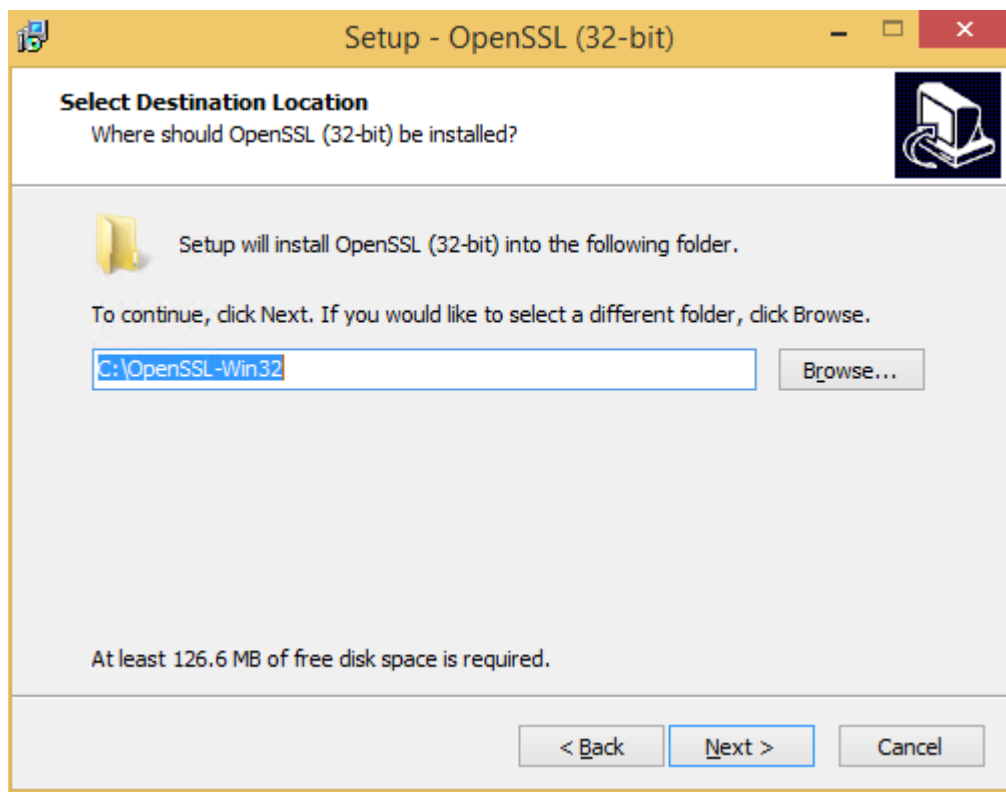 Setup - OpenSSL (32-bit)
Select Destination Location
Where should OpenSSL (32-bit) be installed?
Setup will install OpenSSL (32-bit) into the following folder.
To continue, click Next. If you would like to select a different folder, click Browse.
C:\OpenSSL-Win32
Browse...
At least 126.6 MB of free disk space is required.
< Back
Next >
Cancel